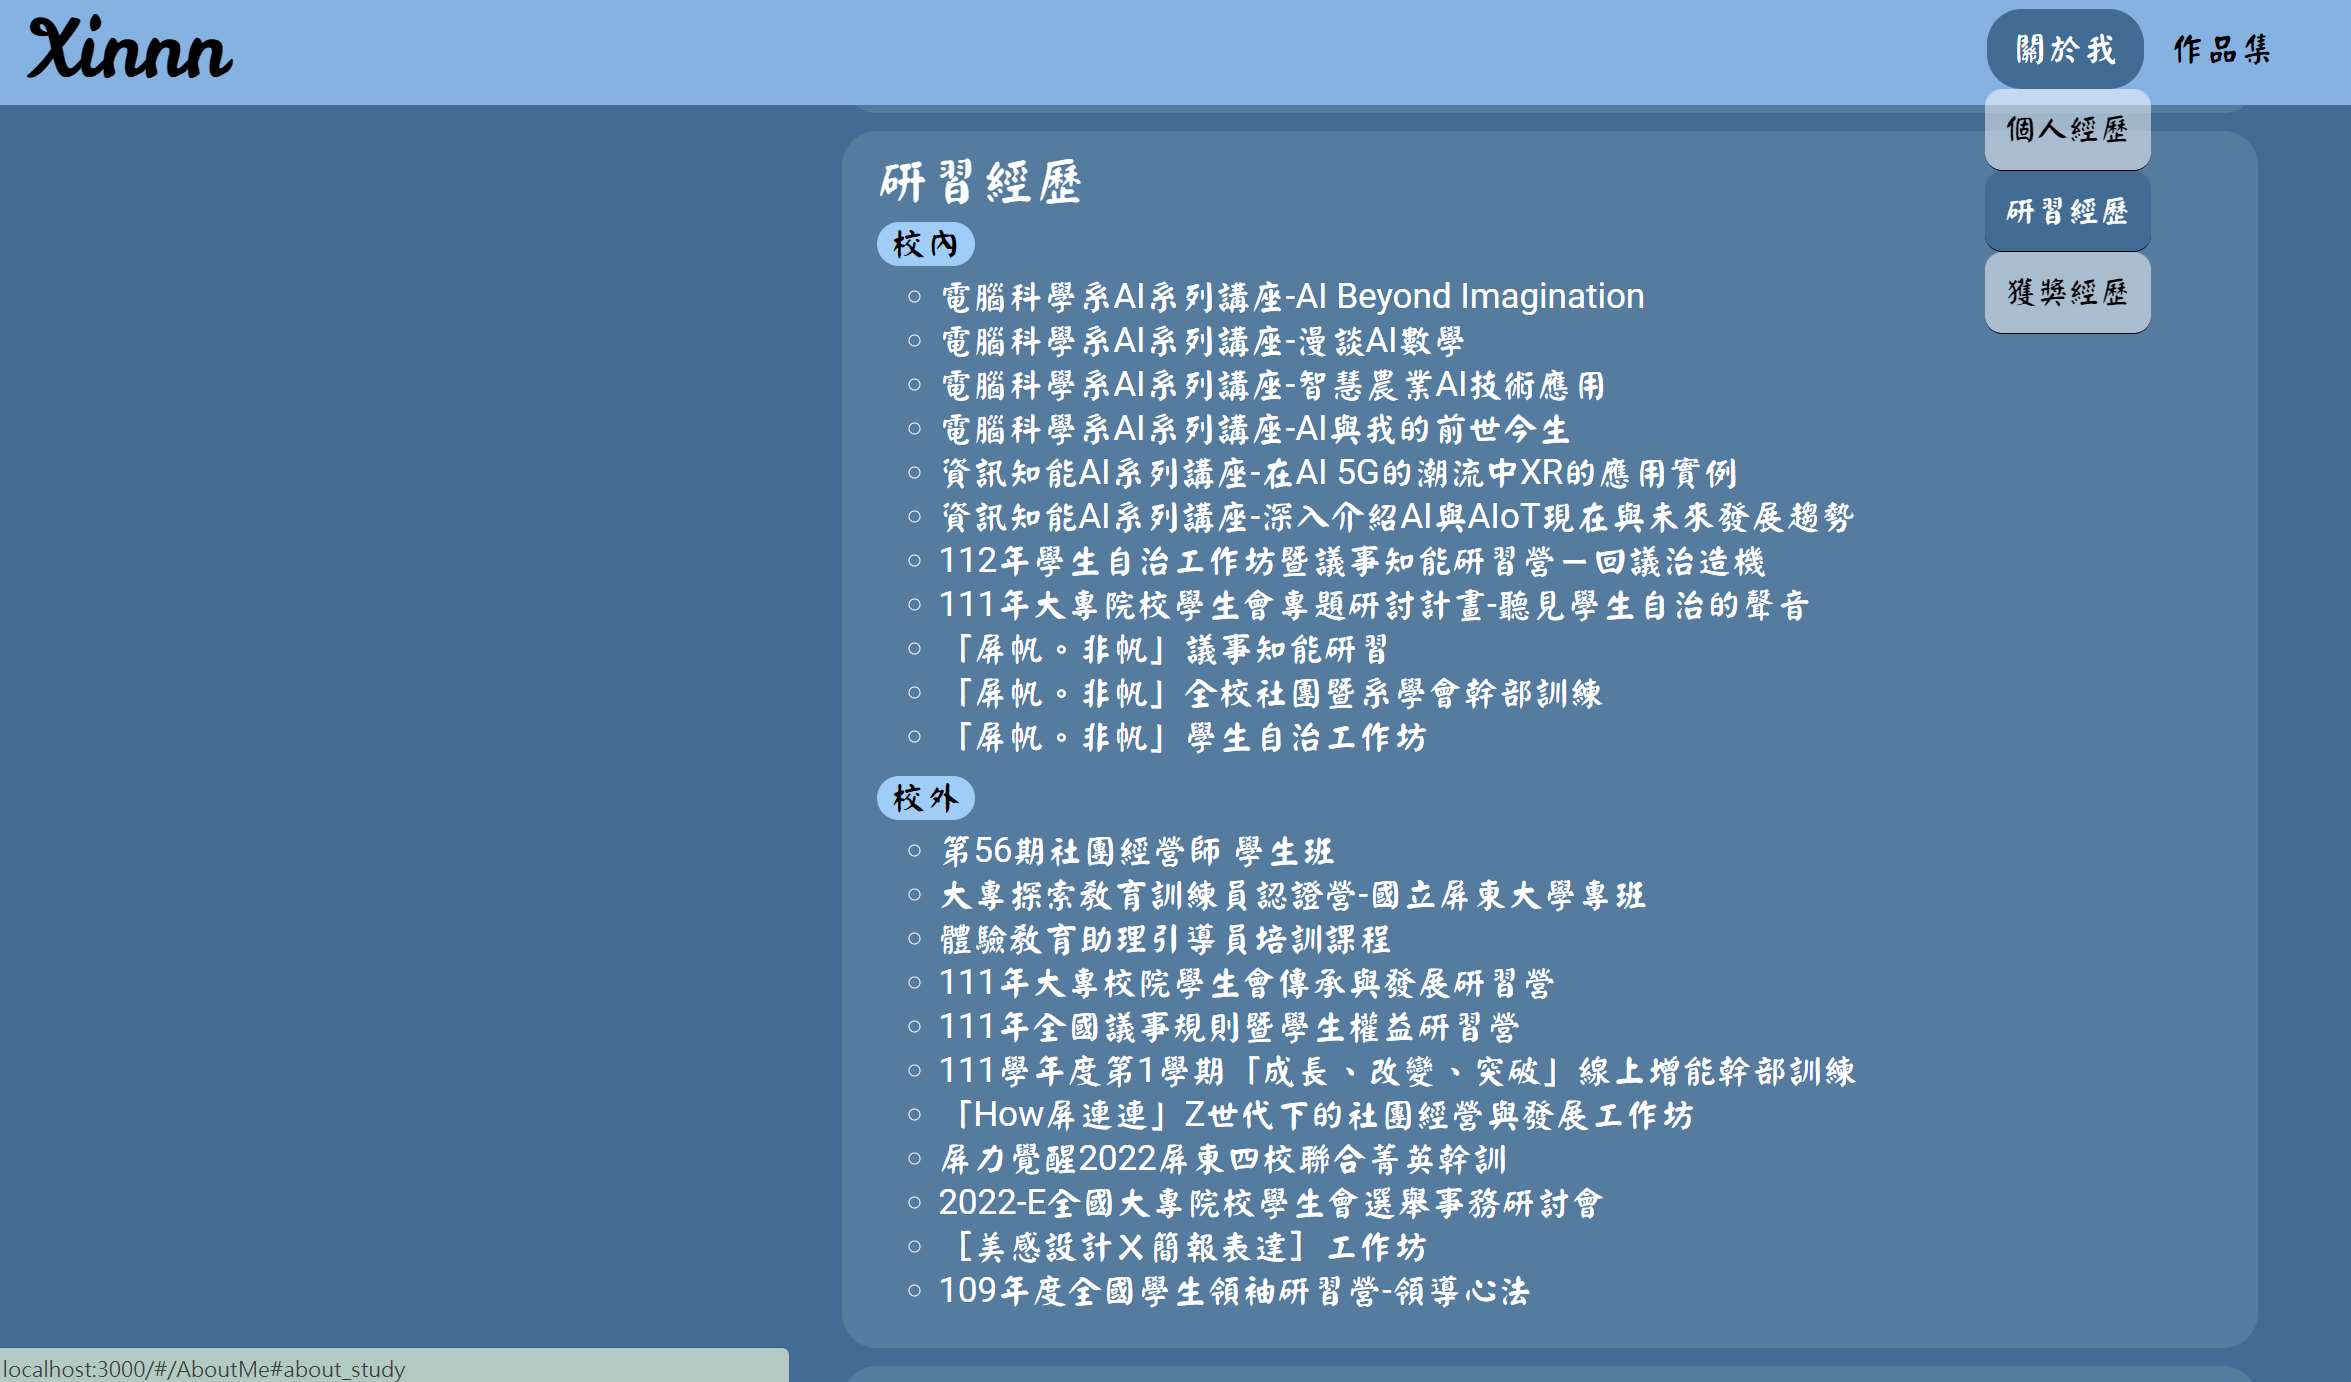 Xinnn
關於我
作品集
個人經歷
研習經歷
獲獎經歷
研習經歷
校內
電腦科學系AI系列講座-AI Beyond Imagination
電腦科學系AI系列講座-漫談AI數學
電腦科學系AI系列講座-智慧農業AI技術應用
電腦科學系AI系列講座-AI與我的前世今生
資訊知能AI系列講座-在AI 5G的潮流中XR的應用實例
資訊知能AI系列講座-深入介紹AI與AIoT現在與未來發展趨勢
112年學生自治工作坊暨議事知能研習營－回議治造機
111年大專院校學生會專題研討計畫-聽見學生自治的聲音
「屏帆。非帆」議事知能研習
「屏帆。非帆」全校社團暨系學會幹部訓練
「屏帆。非帆」學生自治工作坊
校外
第56期社團經營師 學生班
大專探索教育訓練員認證營-國立屏東大學專班
體驗教育助理引導員培訓課程
111年大專校院學生會傳承與發展研習營
111年全國議事規則暨學生權益研習營
111學年度第1學期「成長、改變、突破」線上增能幹部訓練
「How屏連連」Z世代下的社團經營與發展工作坊
屏力覺醒2022屏東四校聯合菁英幹訓
2022-E全國大專院校學生會選舉事務研討會
［美感設計Ｘ簡報表達］工作坊
109年度全國學生領袖研習營-領導心法
localhost:3000/#/AboutMe#about_study